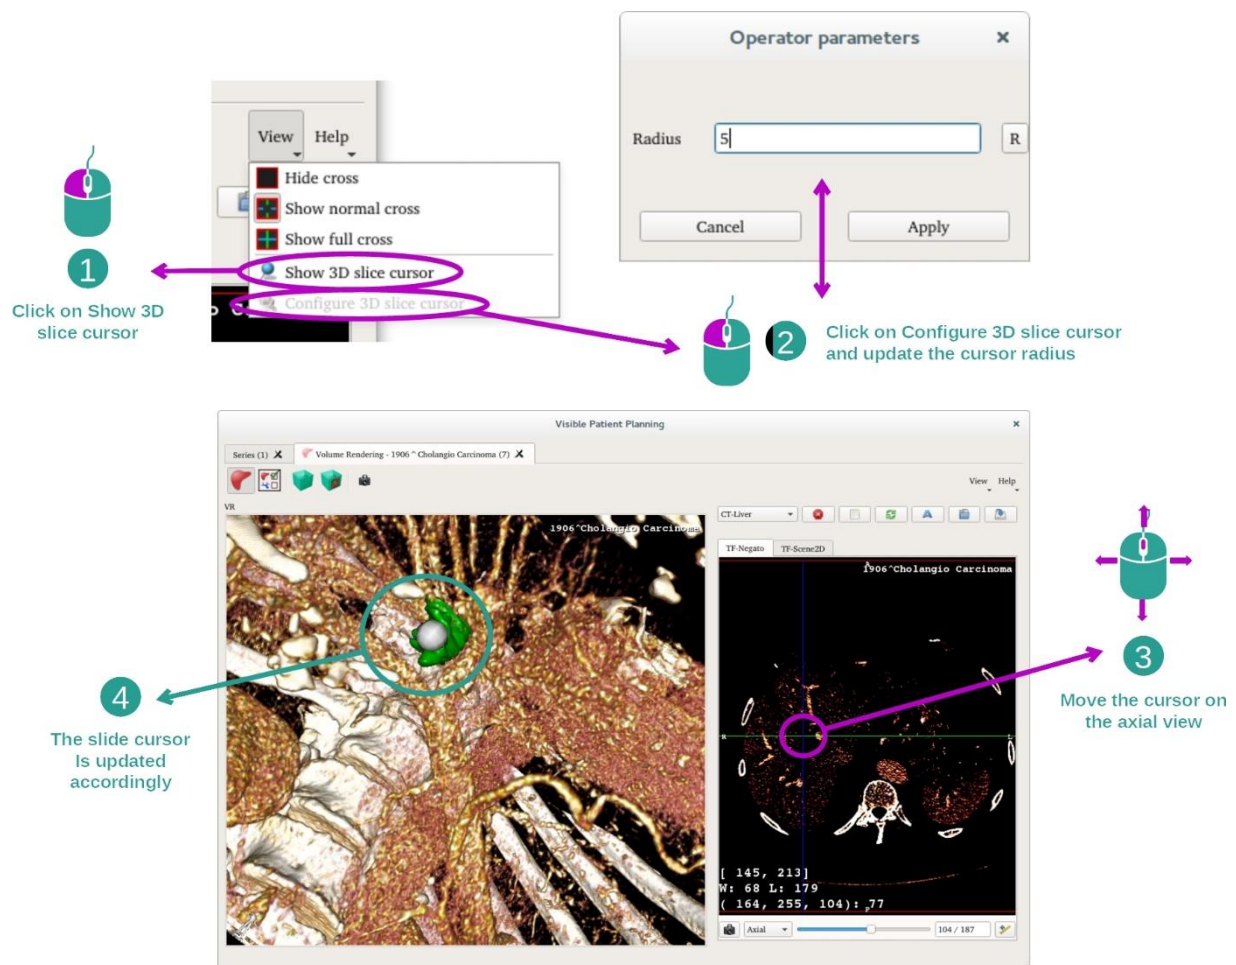 Operator parameters ×
Radius 5 R
Cancel Apply
View Help
Hide cross
Show normal cross
Show full cross
Show 3D slice cursor
Configure 3D slice cursor
1
Click on Show 3D
slice cursor
2
Click on Configure 3D slice cursor
and update the cursor radius
Visible Patient Planning ×
Series (1) X Volume Rendering - 1906^Cholangio Carcinoma (7) X
View Help
VR
1906^Cholangio Carcinoma
CT-Liver
A
TF-Negato TF-Scene2D
A
1906^Cholangio Carcinoma
R
L
[ 145, 213]
W: 68 L: 179
( 164, 255, 104): 77
P
Axial 104 / 187
3
Move the cursor on
the axial view
4
The slide cursor
Is updated
accordingly